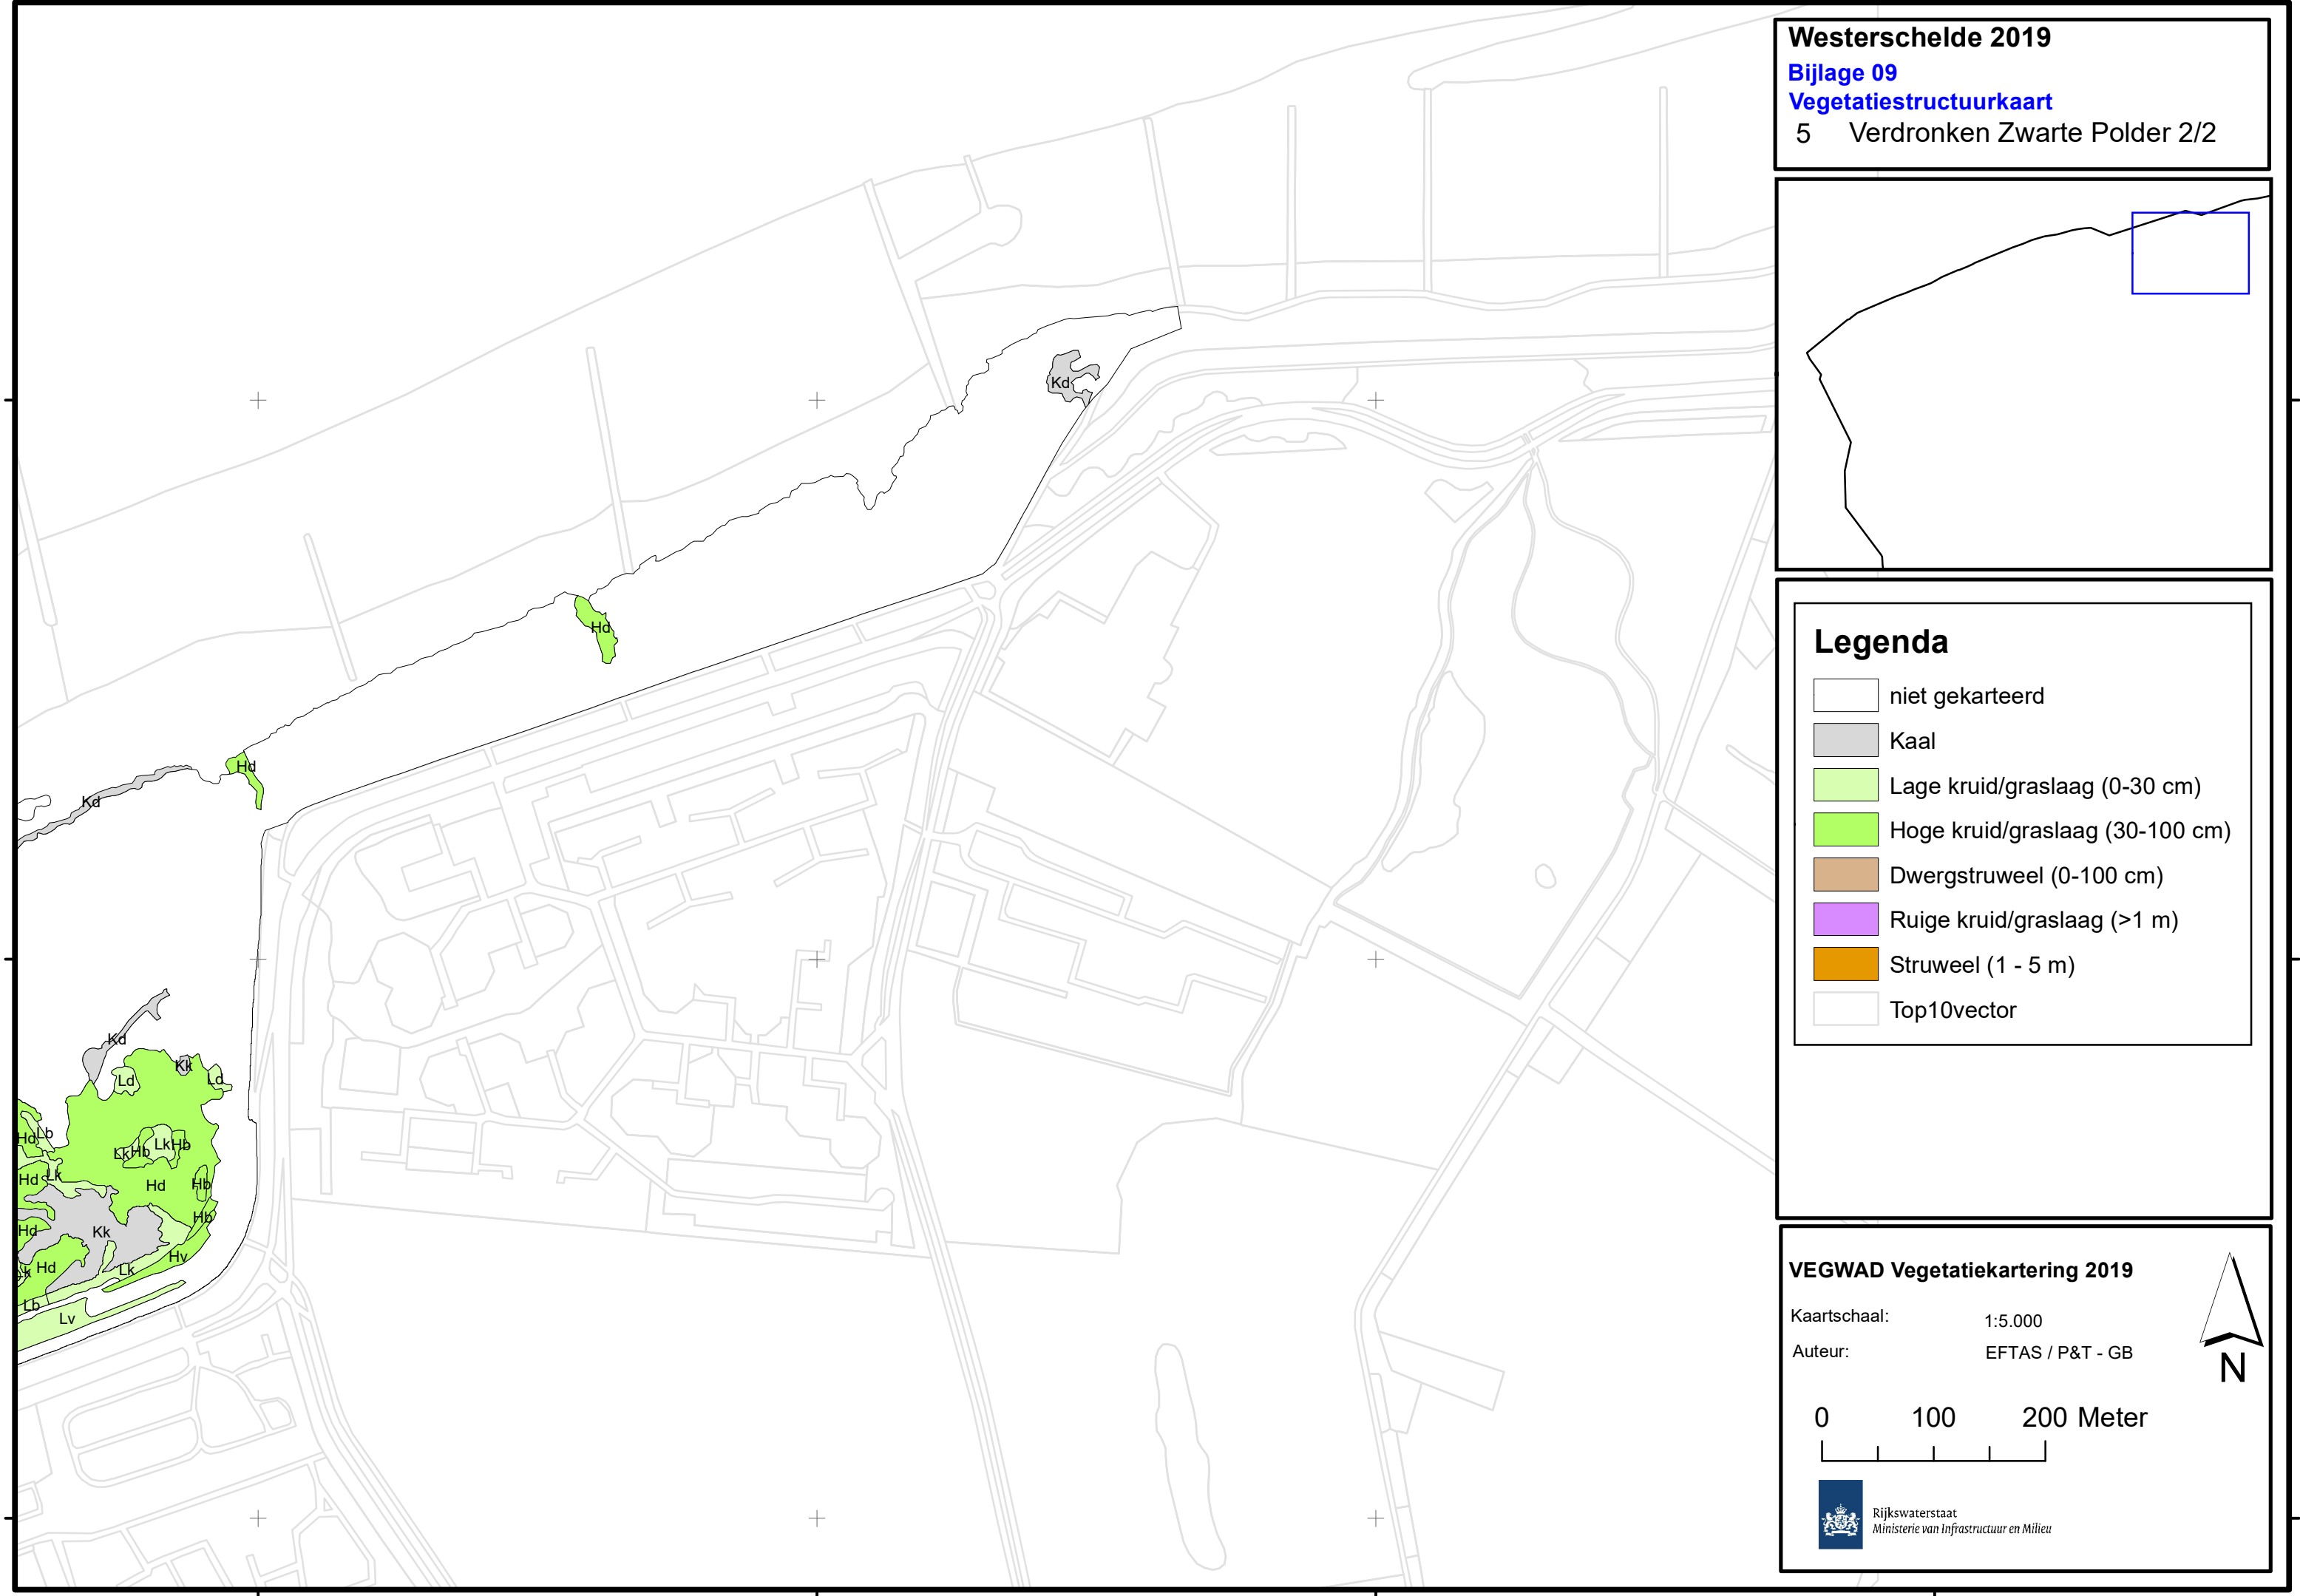 Westerschelde 2019
Bijlage 09
Vegetatiestructuurkaart
5 Verdronken Zwarte Polder 2/2
Kd
Hd
Hd
Kd
Kd
Kk
Ld
Ld
Hd
Lb
Lk
Hb
Lk
Hb
Hd
Lk
Hd
Hb
Hb
Hd
Kk
Hv
Hd
Lk
Lb
Lv
Legenda
niet gekarteerd
Kaal
Lage kruid/graslaag (0-30 cm)
Hoge kruid/graslaag (30-100 cm)
Dwergstruweel (0-100 cm)
Ruige kruid/graslaag (>1 m)
Struweel (1 - 5 m)
Top10vector
VEGWAD Vegetatiekartering 2019
Kaartschaal: 1:5.000
Auteur: EFTAS / P&T - GB
N
0 100 200 Meter
Rijkswaterstaat
Ministerie van Infrastructuur en Milieu